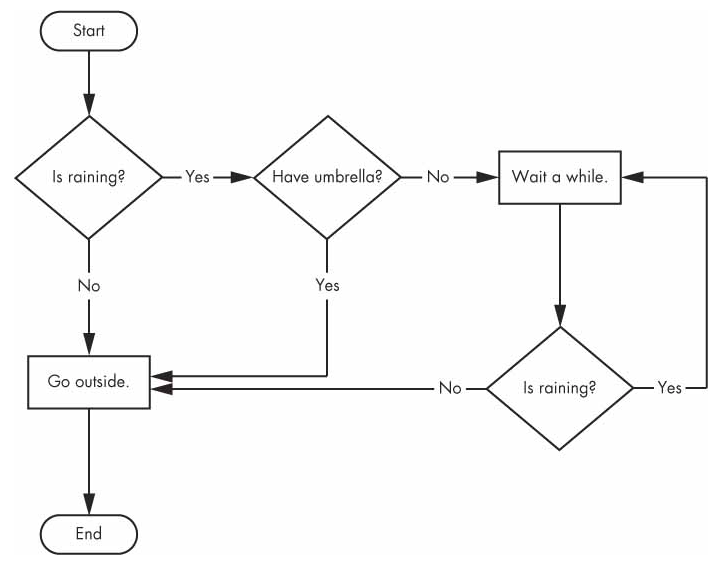 Start
Is raining?
Yes
Have umbrella?
No
Wait a while.
No
Yes
Go outside.
No
Is raining?
Yes
End